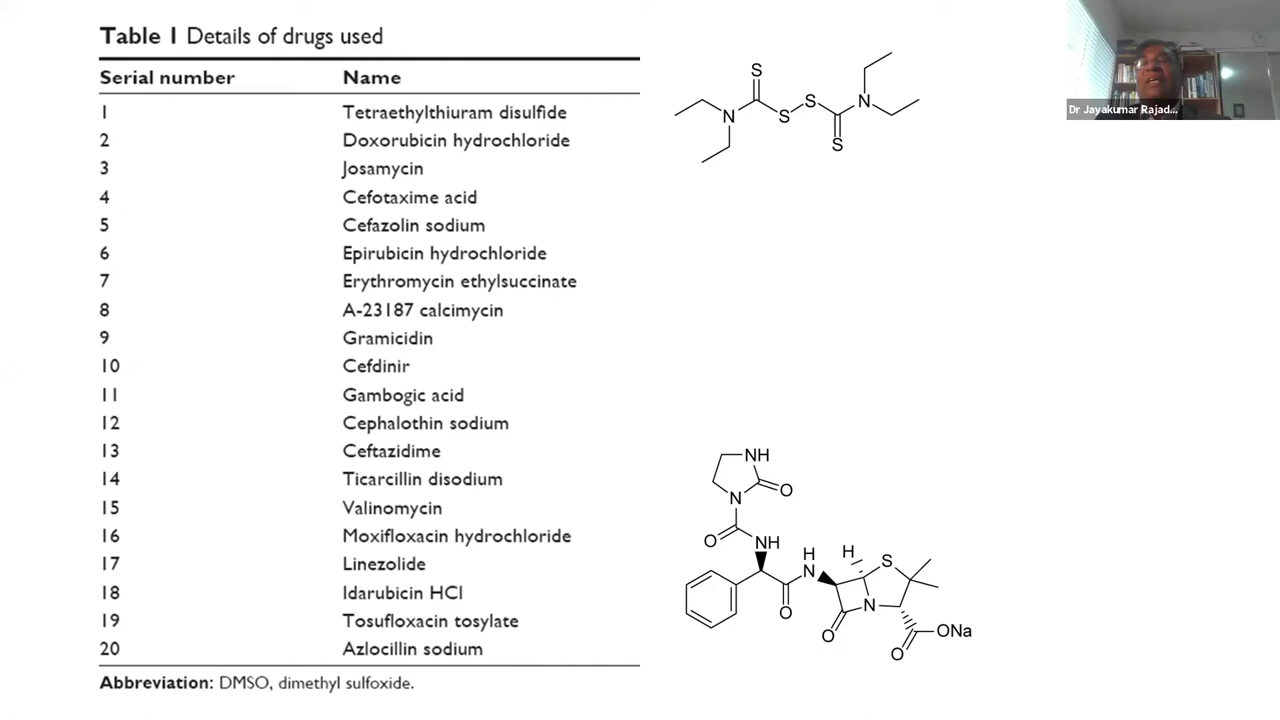 Table 1 Details of drugs used
Serial number Name
1 Tetraethylthiuram disulfide
2 Doxorubicin hydrochloride
3 Josamycin
4 Cefotaxime acid
5 Cefazolin sodium
6 Epirubicin hydrochloride
7 Erythromycin ethylsuccinate
8 A-23187 calcimycin
9 Gramicidin
10 Cefdinir
11 Gambogic acid
12 Cephalothin sodium
13 Ceftazidime
14 Ticarcillin disodium
15 Valinomycin
16 Moxifloxacin hydrochloride
17 Linezolide
18 Idarubicin HCl
19 Tosufloxacin tosylate
20 Azlocillin sodium
Abbreviation: DMSO, dimethyl sulfoxide.
S
S
N
N
S
S
NH
O
N
O
NH
H
N
H
S
O
N
O
ONa
O
Dr Jayakumar Rajad...